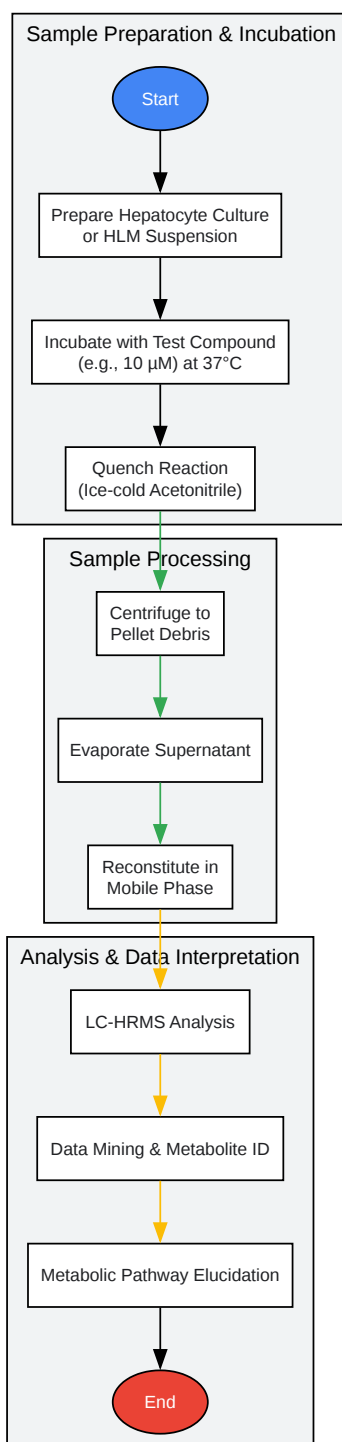 Sample Preparation & Incubation
Start
Prepare Hepatocyte Culture
or HLM Suspension
Incubate with Test Compound
(e.g., 10 µM) at 37°C
Quench Reaction
(Ice-cold Acetonitrile)
Sample Processing
Centrifuge to
Pellet Debris
Evaporate Supernatant
Reconstitute in
Mobile Phase
Analysis & Data Interpretation
LC-HRMS Analysis
Data Mining & Metabolite ID
Metabolic Pathway Elucidation
End